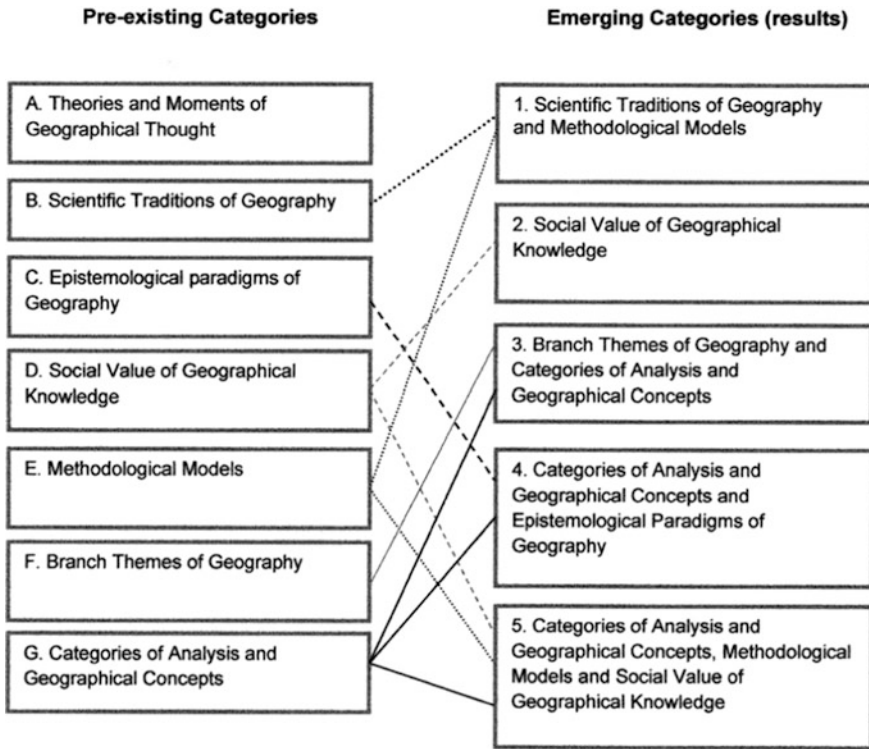 Pre-existing Categories
A. Theories and Moments of
Geographical Thought
B. Scientific Traditions of Geography
C. Epistemological paradigms of
Geography
D. Social Value of Geographical
Knowledge
E. Methodological Models
F. Branch Themes of Geography
G. Categories of Analysis and
Geographical Concepts
Emerging Categories (results)
1. Scientific Traditions of Geography
and Methodological Models
2. Social Value of Geographical
Knowledge
3. Branch Themes of Geography and
Categories of Analysis and
Geographical Concepts
4. Categories of Analysis and
Geographical Concepts and
Epistemological Paradigms of
Geography
5. Categories of Analysis and
Geographical Concepts, Methodological
Models and Social Value of
Geographical Knowledge